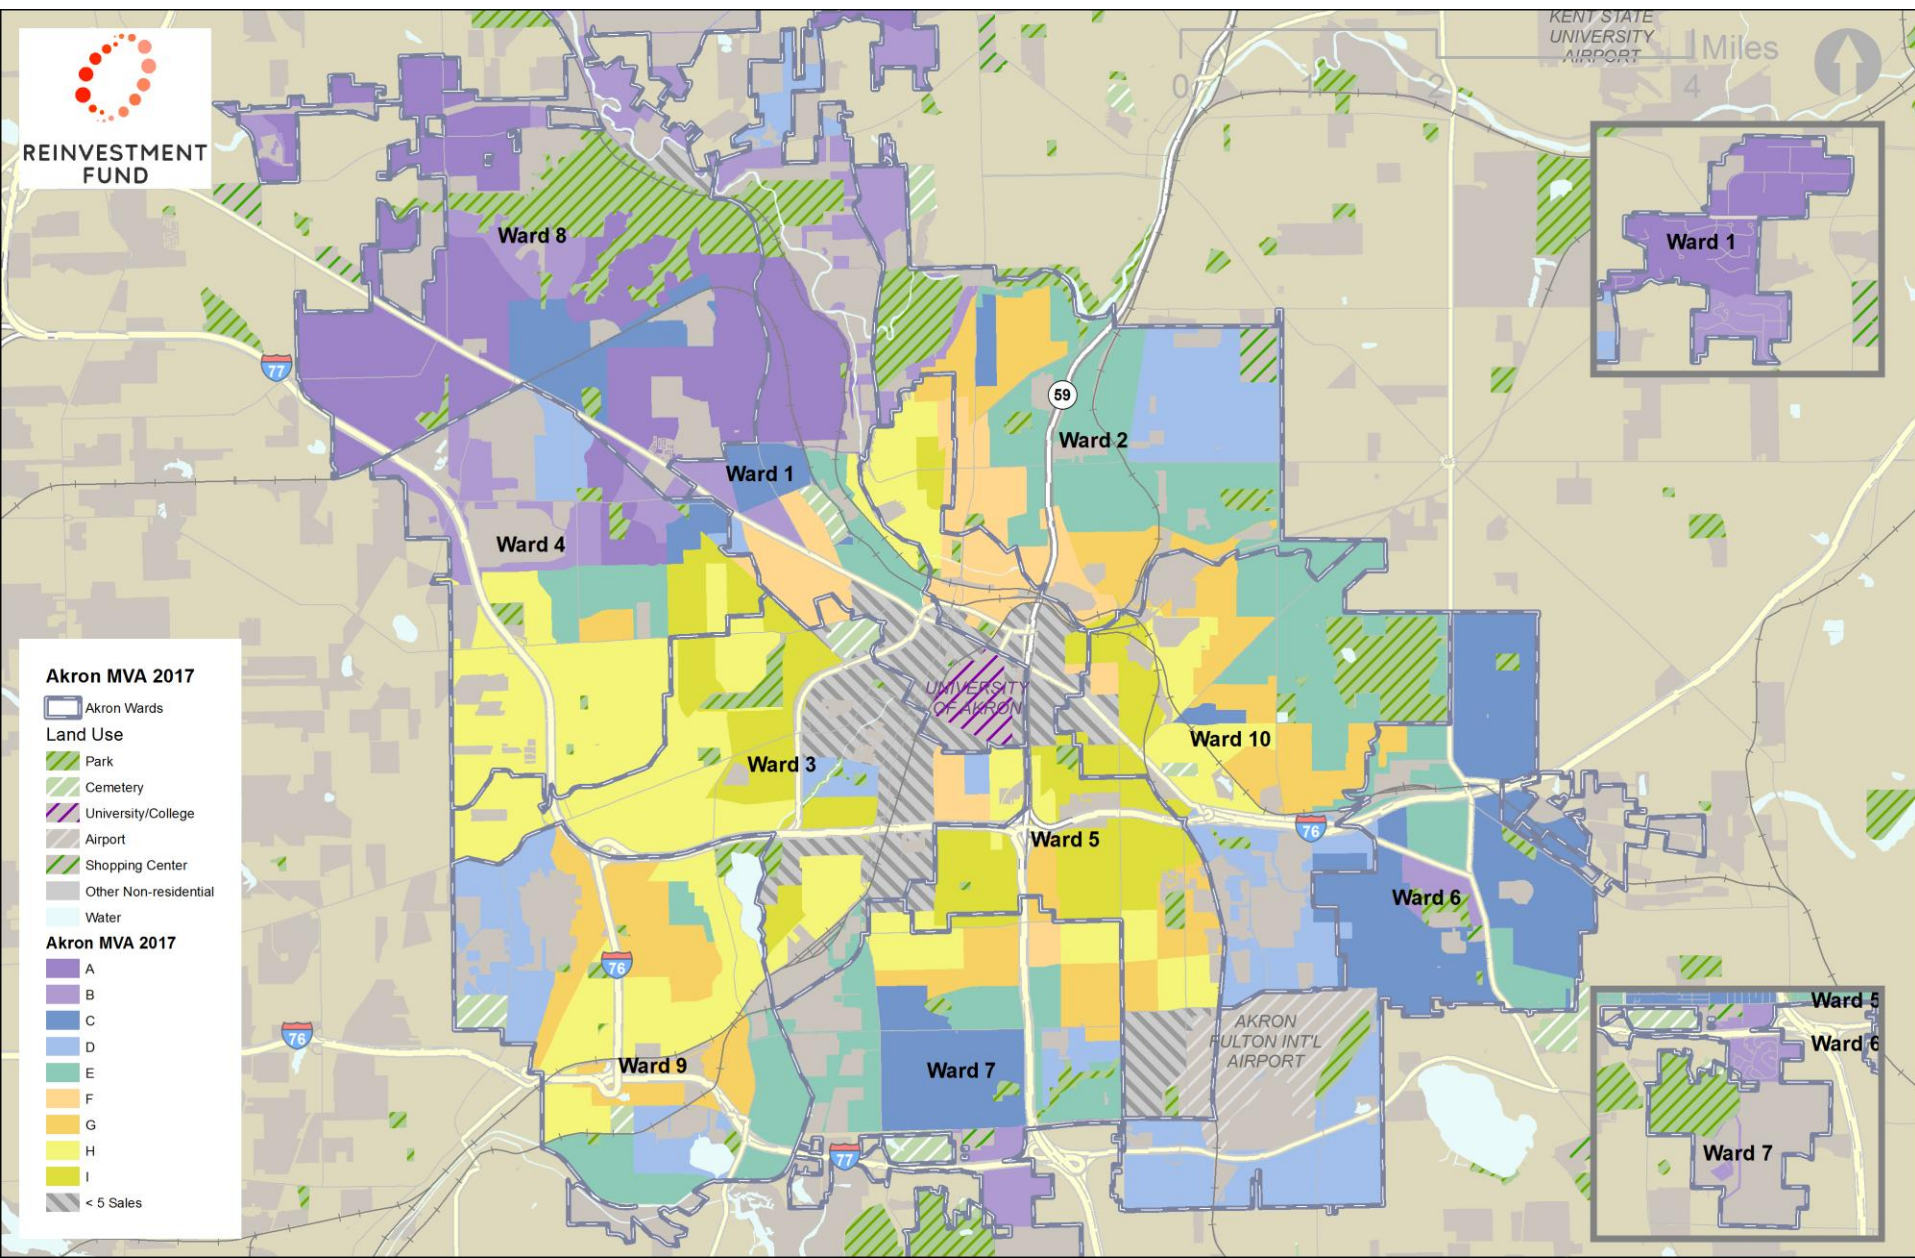 REINVESTMENT
FUND
KENT STATE
UNIVERSITY
AIRPORT
Miles
0 1 2 4
Ward 8
77
Ward 1
59
Ward 2
Ward 1
Ward 4
UNIVERSITY
OF AKRON
Ward 10
Ward 3
76
Ward 5
Ward 6
76
76
AKRON
FULTON INT'L
AIRPORT
Ward 9
Ward 7
77
Ward 5
Ward 6
Ward 7
Akron MVA 2017
Akron Wards
Land Use
Park
Cemetery
University/College
Airport
Shopping Center
Other Non-residential
Water
Akron MVA 2017
A
B
C
D
E
F
G
H
I
< 5 Sales